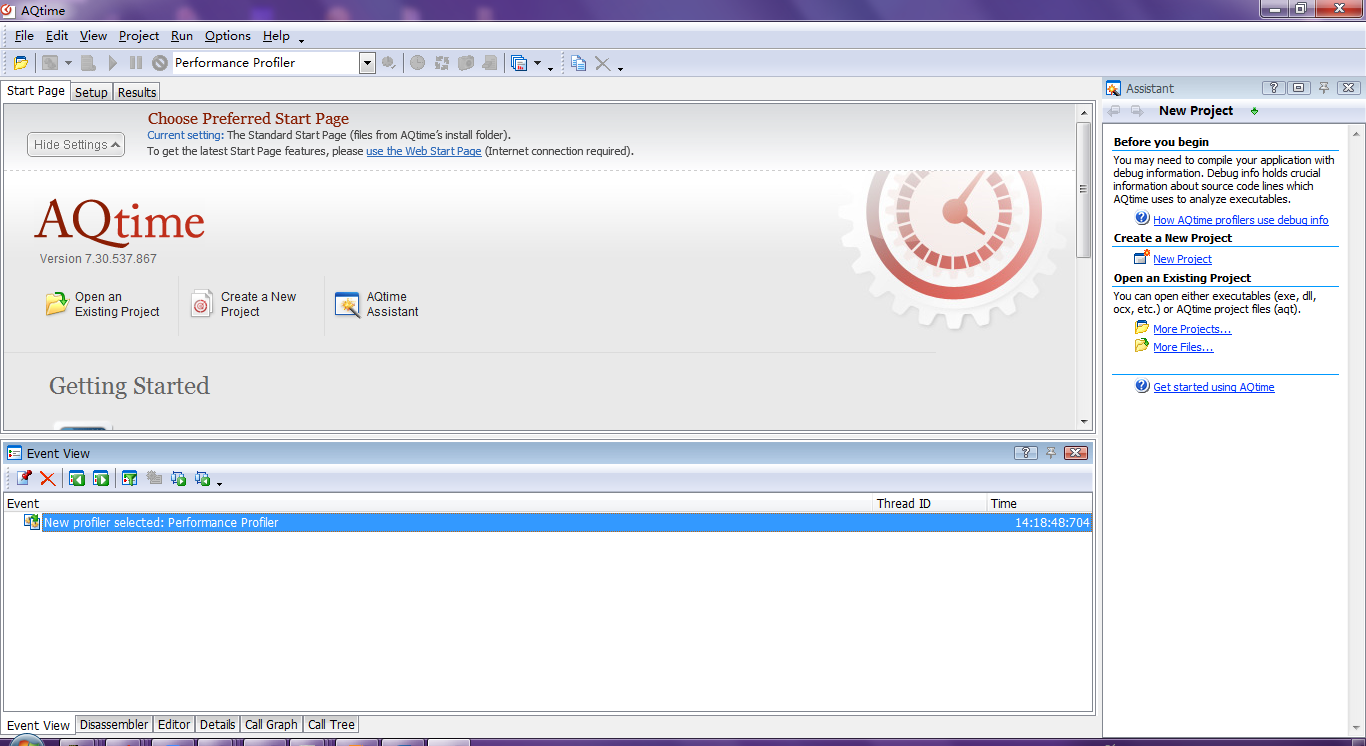 AQtime
File Edit View Project Run Options Help
Performance Profiler
Start Page Setup Results
Choose Preferred Start Page
Current setting: The Standard Start Page (files from AQtime's install folder).
Hide Settings
To get the latest Start Page features, please use the Web Start Page (Internet connection required).
AQtime
Version 7.30.537.867
Open an
Existing Project
Create a New
Project
AQtime
Assistant
Getting Started
Assistant
New Project
Before you begin
You may need to compile your application with
debug information. Debug info holds crucial
information about source code lines which
AQtime uses to analyze executables.
How AQtime profilers use debug info
Create a New Project
New Project
Open an Existing Project
You can open either executables (exe, dll,
ocx, etc.) or AQtime project files (aqt).
More Projects...
More Files...
Get started using AQtime
Event View
Event Thread ID Time
New profiler selected: Performance Profiler 14:18:48:704
Event View Disassembler Editor Details Call Graph Call Tree